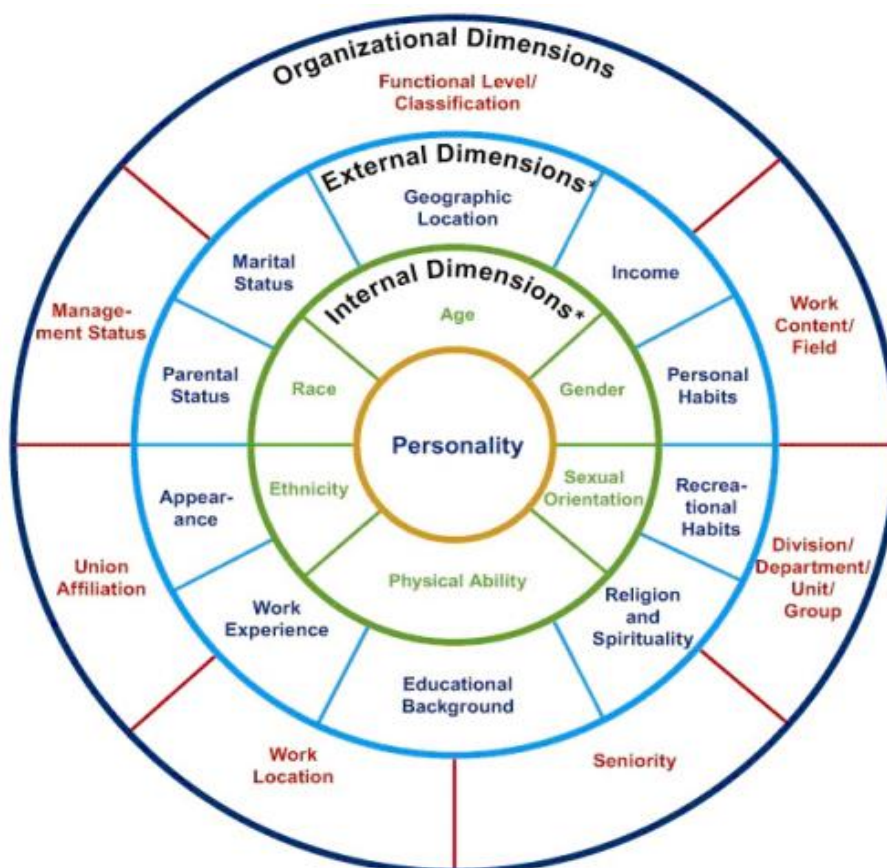 Organizational Dimensions
Functional Level/
Classification
External Dimensions*
Geographic
Location
Marital
Status
Income
Internal Dimensions*
Age
Manage-
ment Status
Work
Content/
Field
Parental
Status
Race
Gender
Personal
Habits
Personality
Appear-
ance
Ethnicity
Sexual
Orientation
Recrea-
tional
Habits
Union
Affiliation
Division/
Department/
Unit/
Group
Physical Ability
Work
Experience
Religion
and
Spirituality
Educational
Background
Work
Location
Seniority